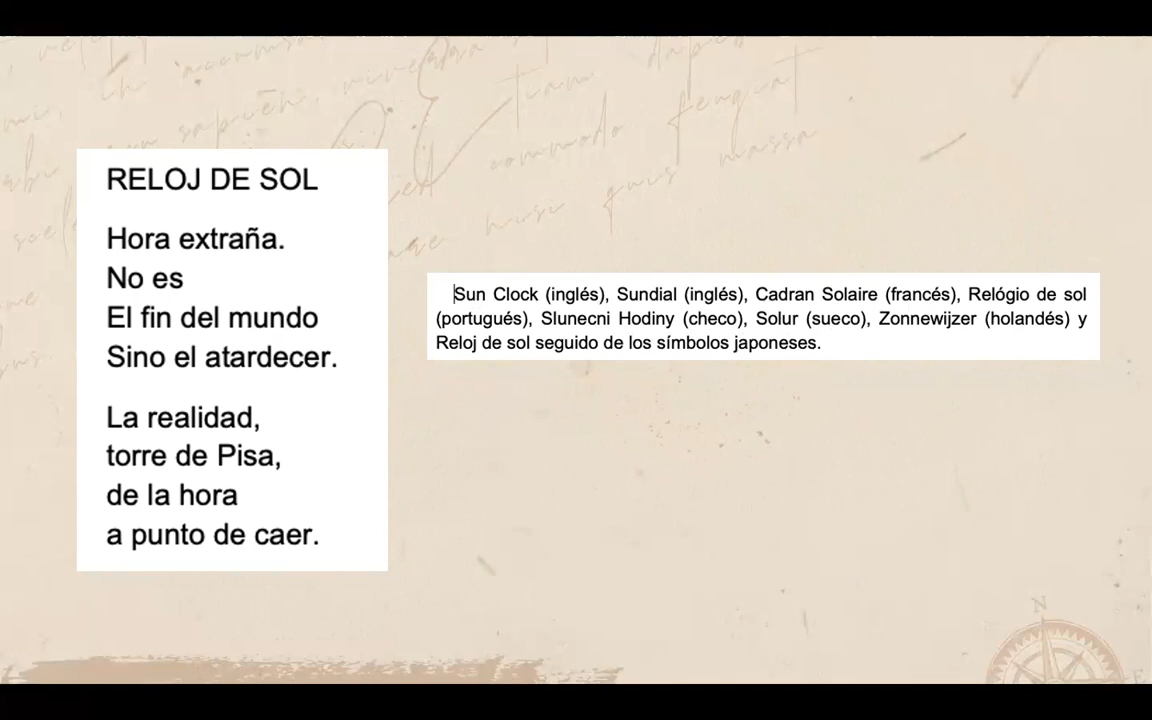 RELOJ DE SOL
Hora extraña.
No es
El fin del mundo
Sino el atardecer.
La realidad,
torre de Pisa,
de la hora
a punto de caer.
Sun Clock (inglés), Sundial (inglés), Cadran Solaire (francés), Relógio de sol
(portugués), Slunecni Hodiny (checo), Solur (sueco), Zonnewijzer (holandés) y
Reloj de sol seguido de los símbolos japoneses.
N
E